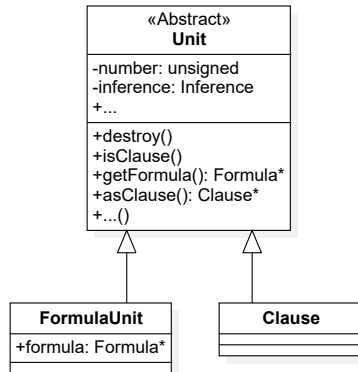 «Abstract»
Unit
-number: unsigned
-inference: Inference
+...
+destroy()
+isClause()
+getFormula(): Formula*
+asClause(): Clause*
+...()
FormulaUnit
+formula: Formula*
Clause